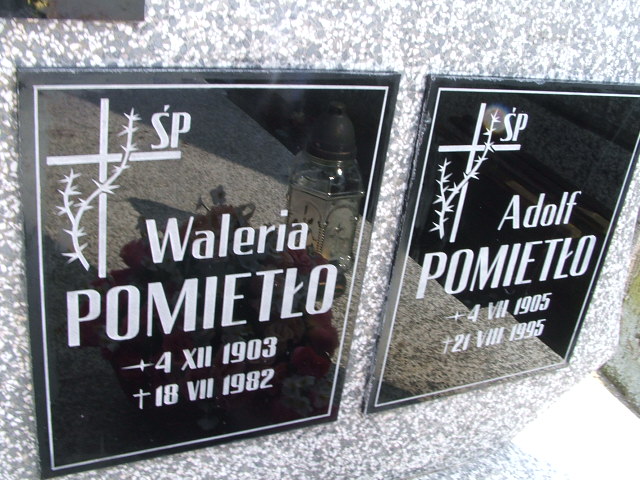 ŚP
Waleria
POMIETŁO
4 XII 1903
†18 VII 1982
ŚP
Adolf
POMIETŁO
4 VII 1905
†21 VIII 1995